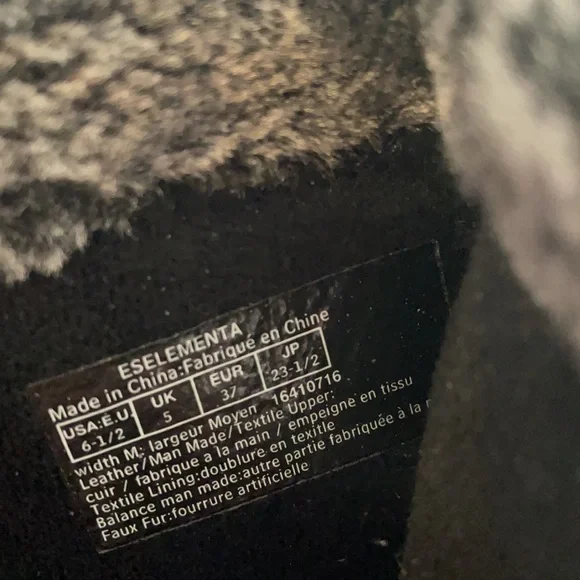 ESELEMENTA
Made in China:Fabriqué en Chine
USA:E.U. UK EUR JP
6-1/2 5 37 23-1/2
width M: largeur Moyen 16410716
Leather/Man Made/Textile Upper:
cuir / fabrique a la main / empeigne en tissu
Textile Lining:doublure en texitle
Balance man made:autre partie fabriquée à la
Faux Fur:fourrure artificielle